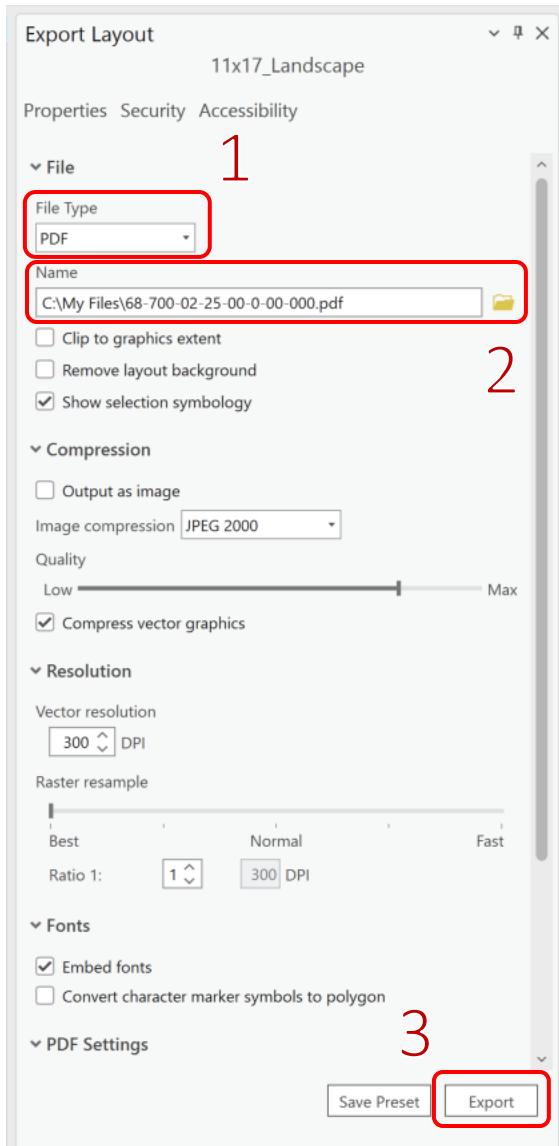 Export Layout
11x17_Landscape
Properties Security Accessibility
1
File
File Type
PDF
Name
C:\My Files\68-700-02-25-00-0-00-000.pdf
Clip to graphics extent
2
Remove layout background
Show selection symbology
Compression
Output as image
Image compression JPEG 2000
Quality
Low Max
Compress vector graphics
Resolution
Vector resolution
300 DPI
Raster resample
Best Normal Fast
Ratio 1: 1 300 DPI
Fonts
Embed fonts
Convert character marker symbols to polygon
3
PDF Settings
Save Preset Export